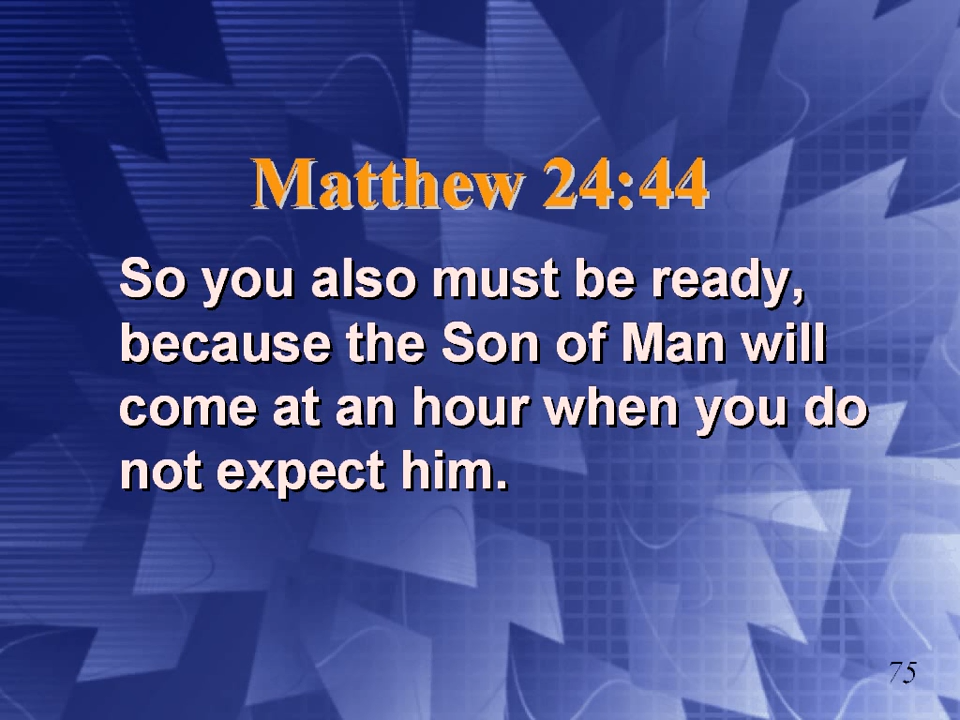 Matthew 24:44
So you also must be ready,
because the Son of Man will
come at an hour when you do
not expect him.
75